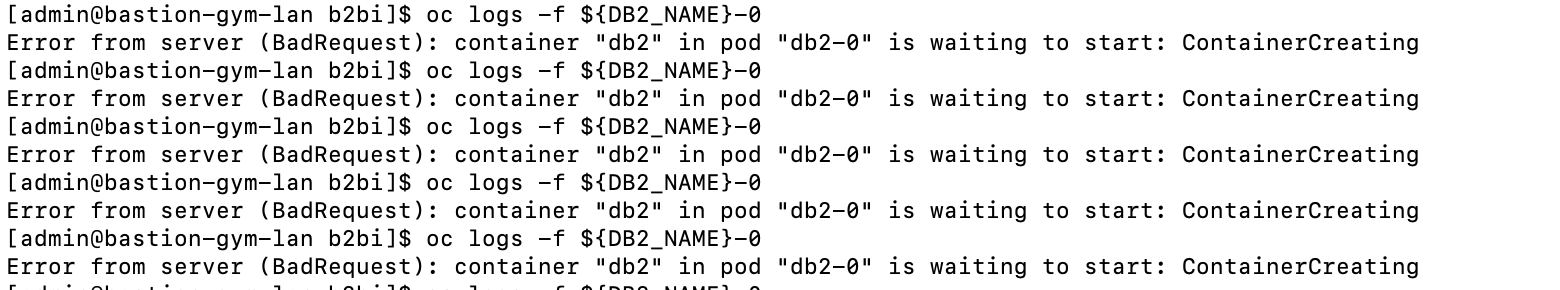 [admin@bastion-gym-lan b2bi]$ oc logs -f ${DB2_NAME}-0
Error from server (BadRequest): container "db2" in pod "db2-0" is waiting to start: ContainerCreating
[admin@bastion-gym-lan b2bi]$ oc logs -f ${DB2_NAME}-0
Error from server (BadRequest): container "db2" in pod "db2-0" is waiting to start: ContainerCreating
[admin@bastion-gym-lan b2bi]$ oc logs -f ${DB2_NAME}-0
Error from server (BadRequest): container "db2" in pod "db2-0" is waiting to start: ContainerCreating
[admin@bastion-gym-lan b2bi]$ oc logs -f ${DB2_NAME}-0
Error from server (BadRequest): container "db2" in pod "db2-0" is waiting to start: ContainerCreating
[admin@bastion-gym-lan b2bi]$ oc logs -f ${DB2_NAME}-0
Error from server (BadRequest): container "db2" in pod "db2-0" is waiting to start: ContainerCreating